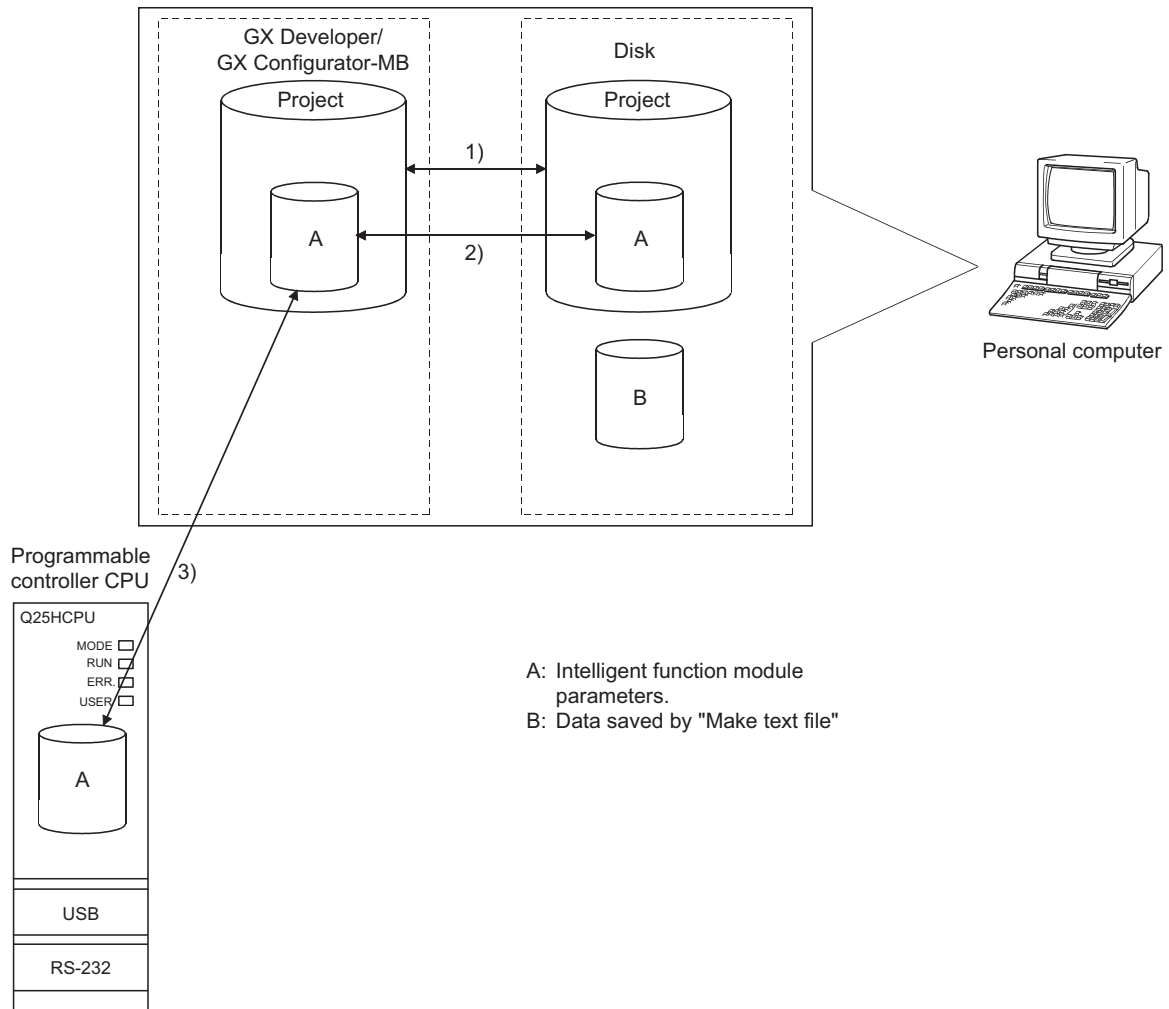 GX Developer/
GX Configurator-MB
Disk
Project
Project
1)
A
A
2)
B
Personal computer
Programmable
controller CPU
3)
Q25HCPU
MODE
RUN
ERR.
USER
A
USB
RS-232
A: Intelligent function module
parameters.
B: Data saved by "Make text file"